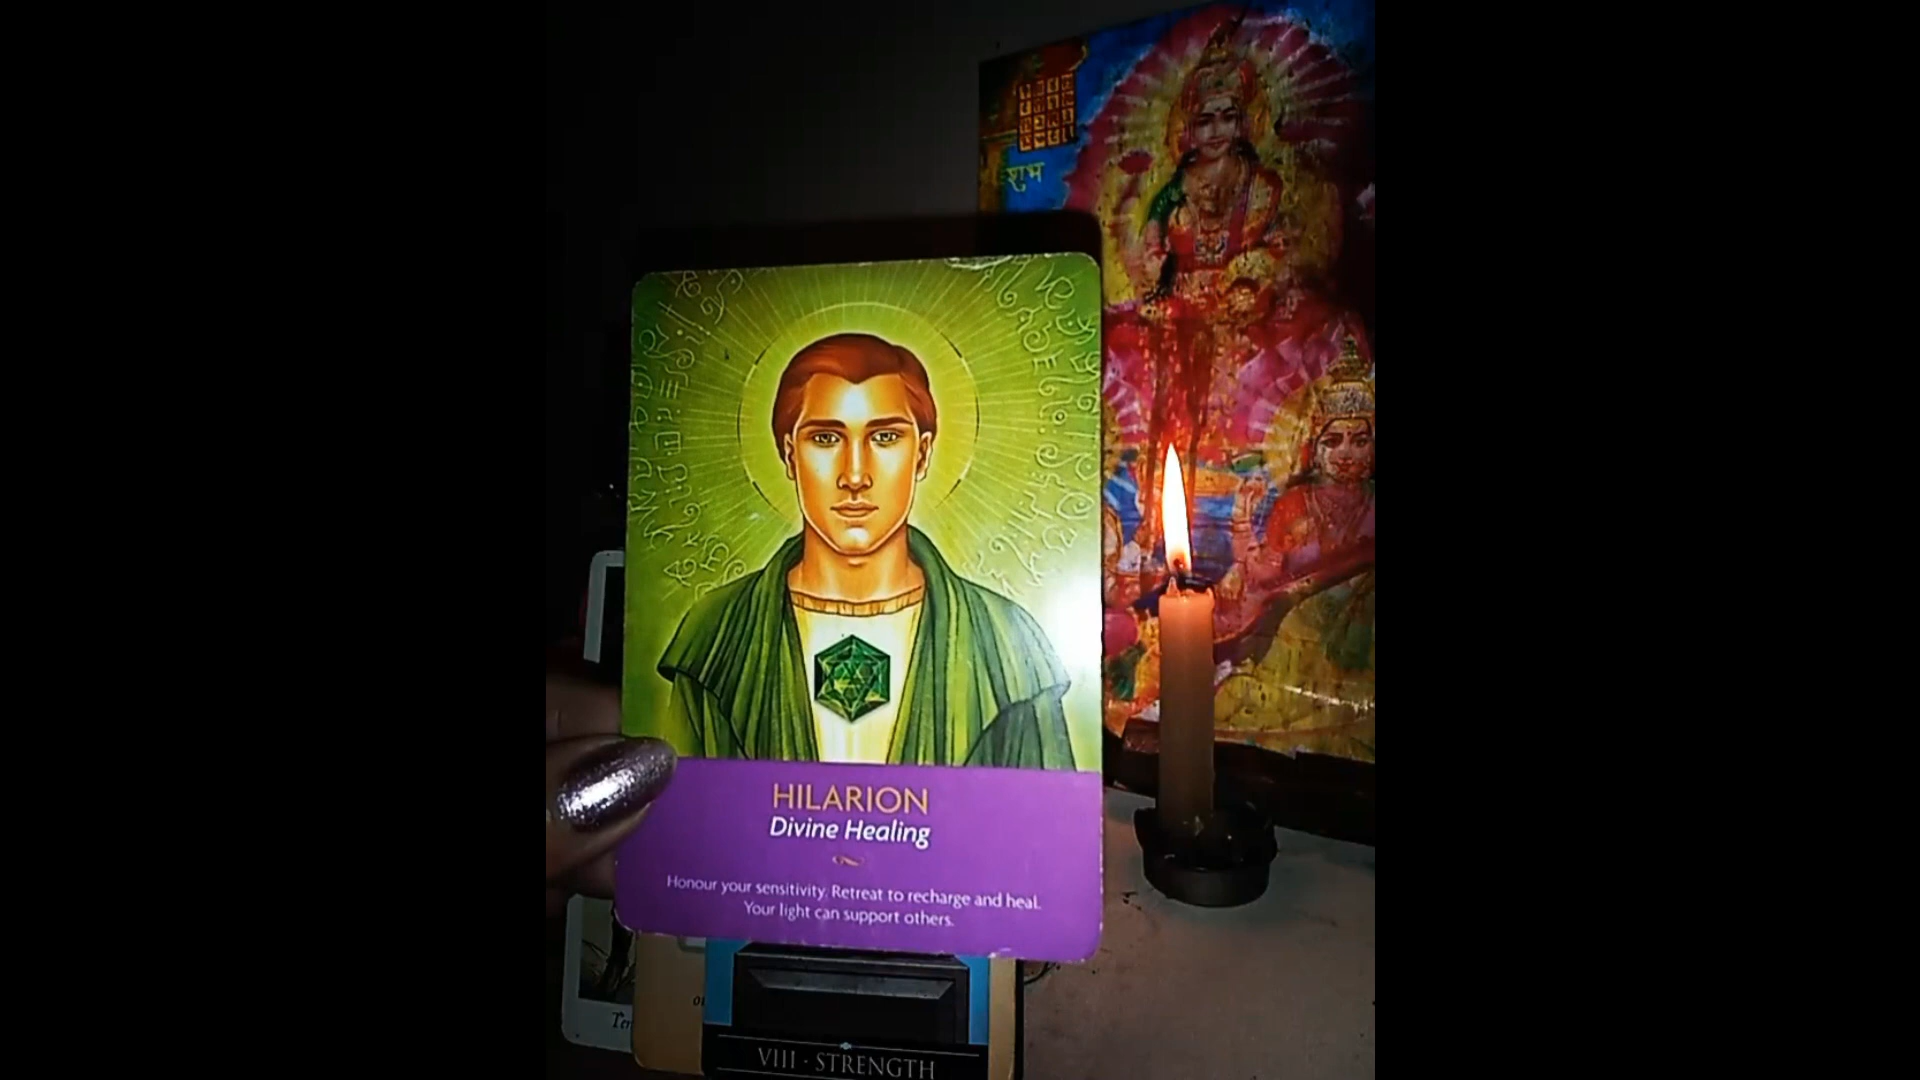 शुभ
HILARION
Divine Healing
Honour your sensitivity. Retreat to recharge and heal.
Your light can support others.
VIII · STRENGTH